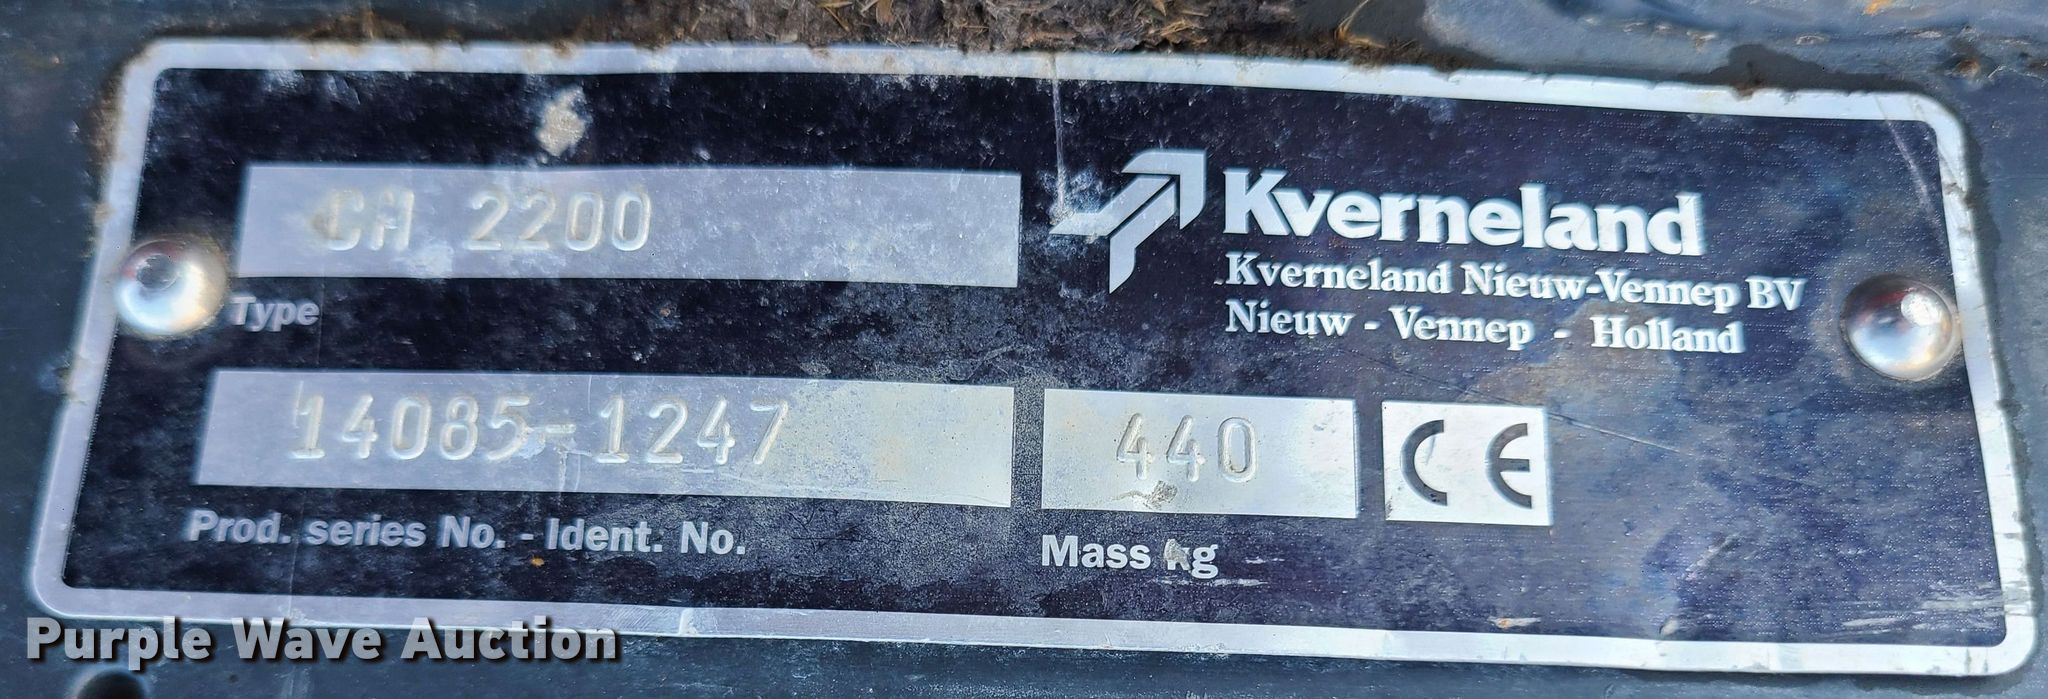 CM 2200
Type
Kverneland
Kverneland Nieuw-Vennep BV
Nieuw - Vennep - Holland
14085-1247
Prod. series No. - Ident. No.
440
Mass kg
CE
Purple Wave Auction